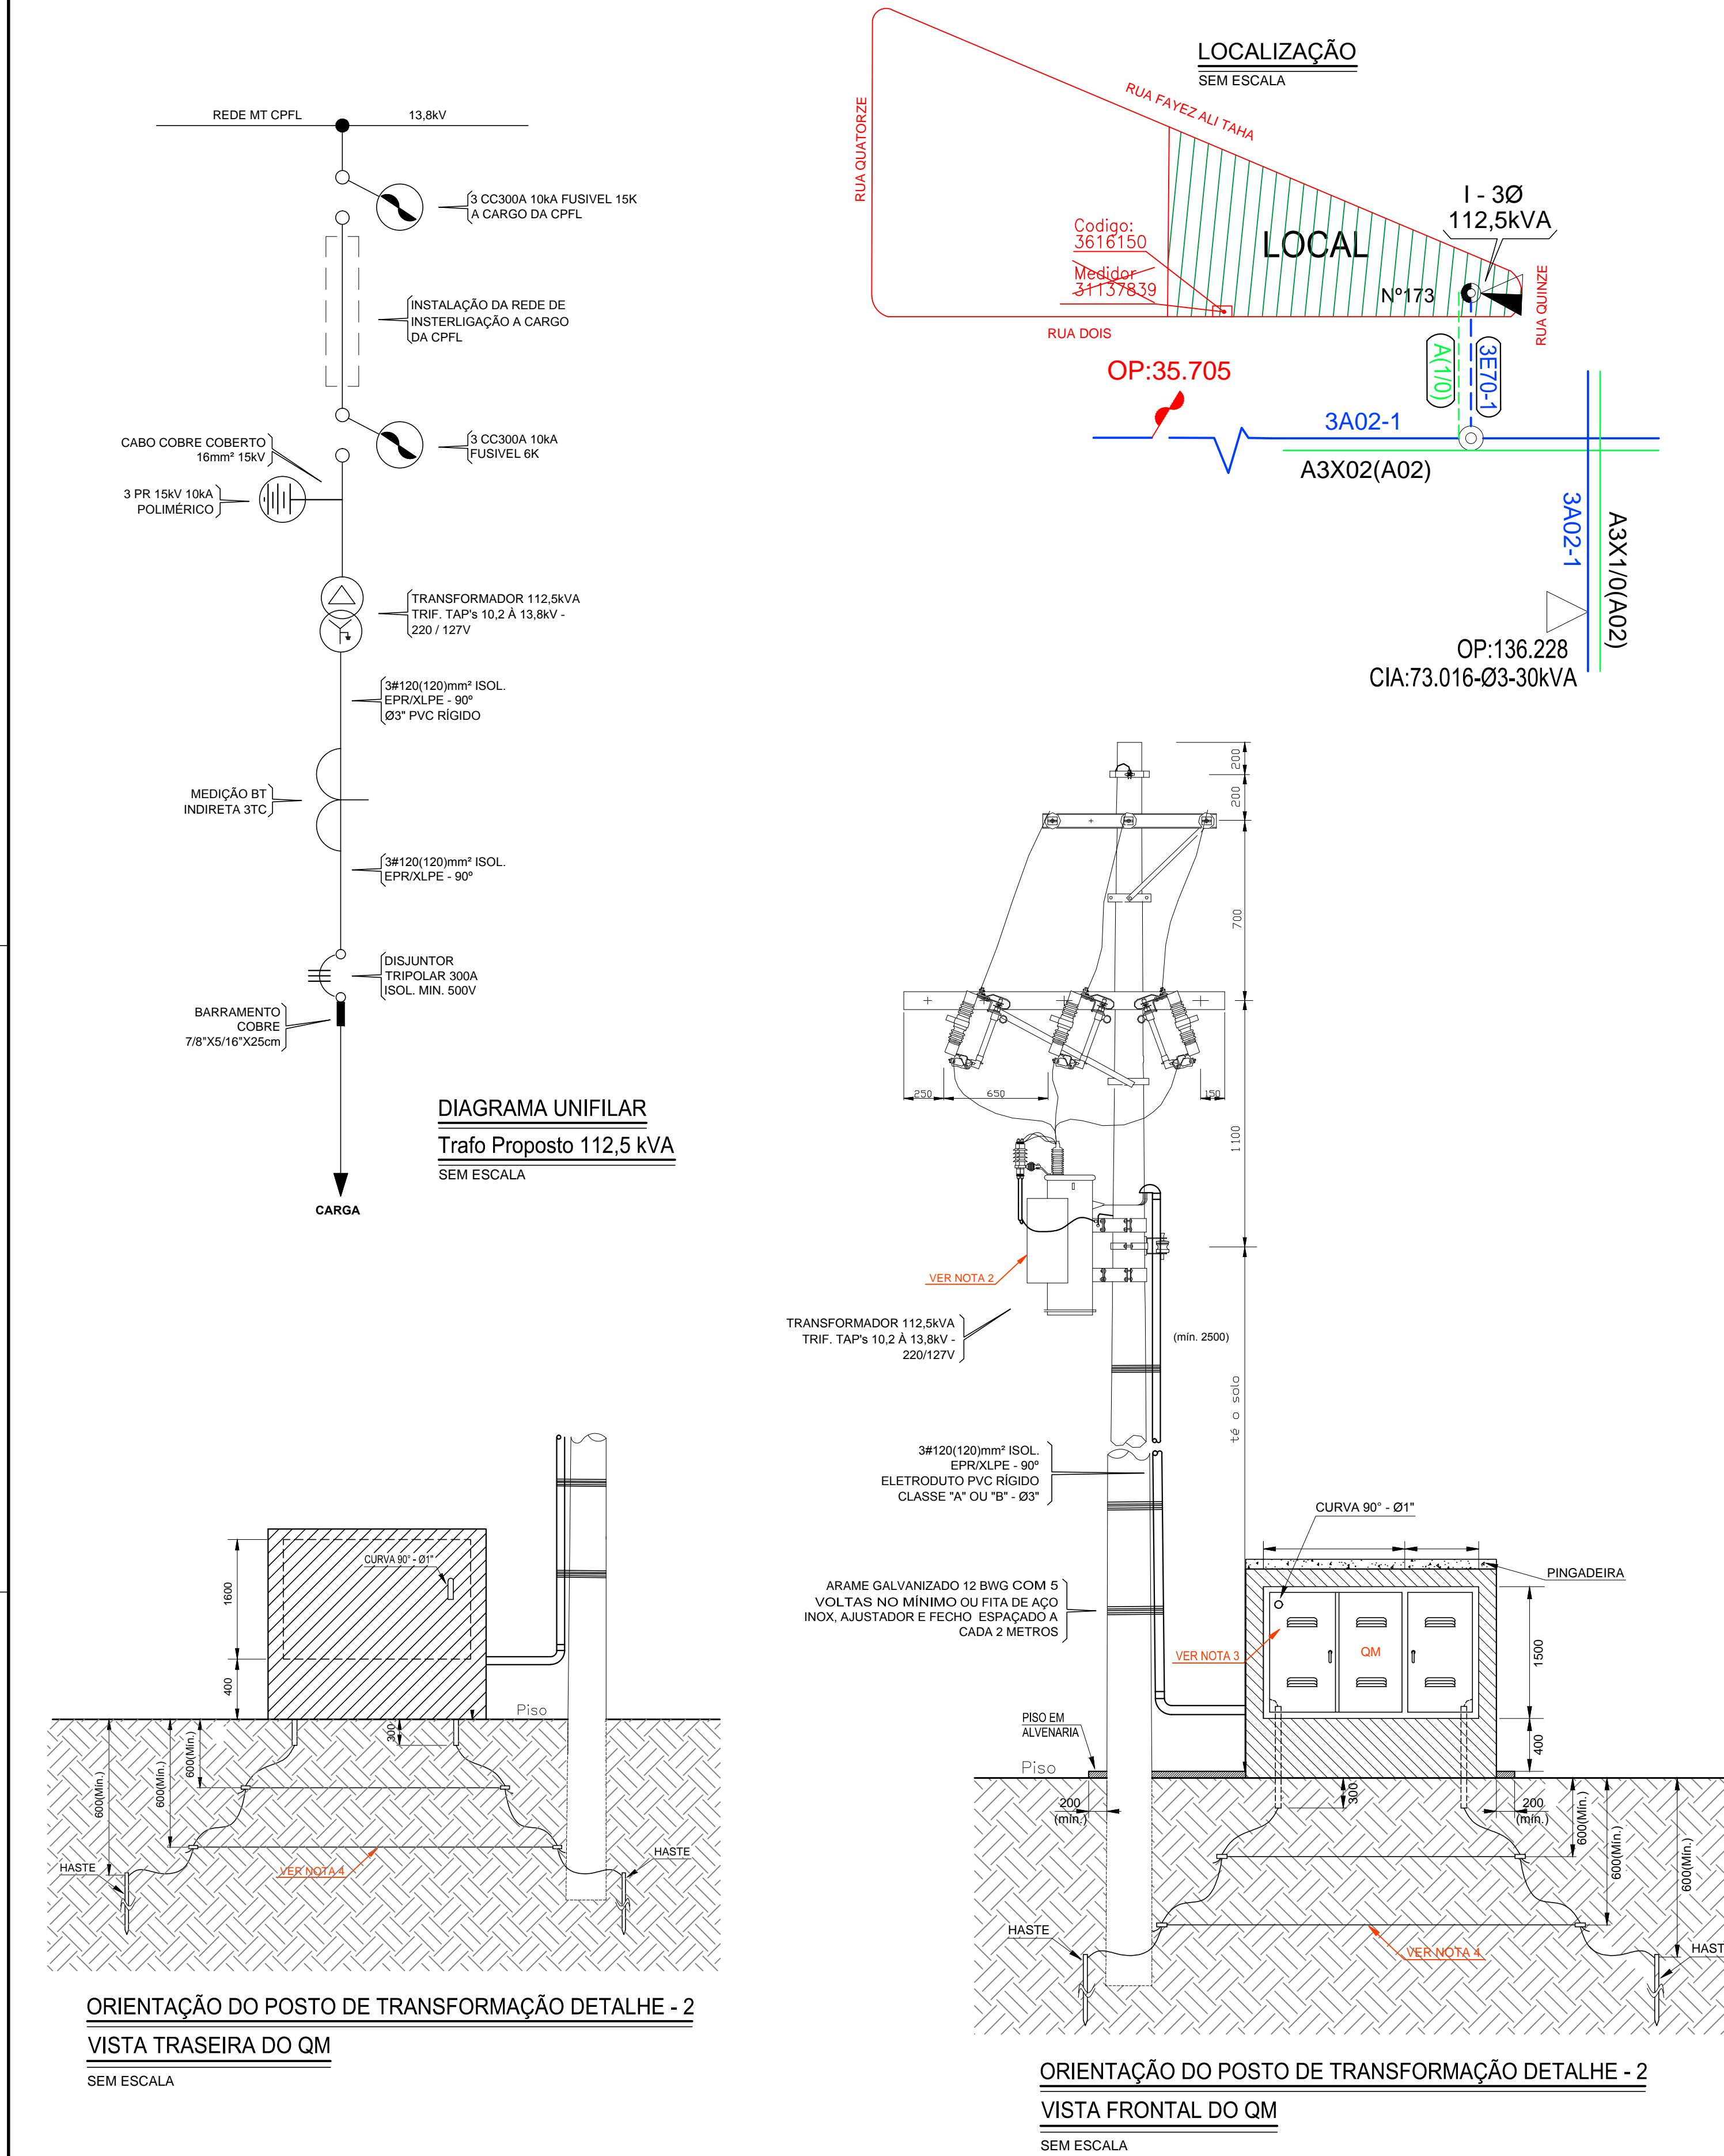 REDE MT CPFL
13,8kV
3 CC300A 10kA FUSIVEL 15K
A CARGO DA CPFL
INSTALAÇÃO DA REDE DE
INSTERLIGAÇÃO A CARGO
DA CPFL
CABO COBRE COBERTO
16mm² 15kV
3 CC300A 10kA
FUSIVEL 6K
3 PR 15kV 10kA
POLIMÉRICO
TRANSFORMADOR 112,5kVA
TRIF. TAP's 10,2 À 13,8kV -
220 / 127V
3#120(120)mm² ISOL.
EPR/XLPE - 90º
Ø3" PVC RÍGIDO
MEDIÇÃO BT
INDIRETA 3TC
3#120(120)mm² ISOL.
EPR/XLPE - 90º
DISJUNTOR
TRIPOLAR 300A
ISOL. MIN. 500V
BARRAMENTO
COBRE
7/8"X5/16"X25cm
CARGA
DIAGRAMA UNIFILAR
Trafo Proposto 112,5 kVA
SEM ESCALA
LOCALIZAÇÃO
SEM ESCALA
RUA FAYEZ ALI TAHA
RUA QUATORZE
I - 3Ø
112,5kVA
Codigo:
3616150
LOCAL
Medidor
31137839
Nº173
RUA QUINZE
RUA DOIS
A(1/0)
3E70-1
OP:35.705
3A02-1
A3X02(A02)
3A02-1
A3X1/0(A02)
OP:136.228
CIA:73.016-Ø3-30kVA
200
200
700
250
650
150
1100
VER NOTA 2
TRANSFORMADOR 112,5kVA
TRIF. TAP's 10,2 À 13,8kV -
220/127V
(mín. 2500)
té o solo
3#120(120)mm² ISOL.
EPR/XLPE - 90º
ELETRODUTO PVC RÍGIDO
CLASSE "A" OU "B" - Ø3"
CURVA 90° - Ø1"
PINGADEIRA
ARAME GALVANIZADO 12 BWG COM 5
VOLTAS NO MÍNIMO OU FITA DE AÇO
INOX, AJUSTADOR E FECHO ESPAÇADO A
CADA 2 METROS
VER NOTA 3
QM
1500
400
PISO EM
ALVENARIA
Piso
200
(mín.)
300
200
(mín.)
600(Mín.)
600(Mín.)
600(Mín.)
HASTE
VER NOTA 4
HAST
ORIENTAÇÃO DO POSTO DE TRANSFORMAÇÃO DETALHE - 2
VISTA FRONTAL DO QM
SEM ESCALA
CURVA 90° - Ø1"
1600
400
Piso
300
600(Mín.)
600(Mín.)
600(Mín.)
HASTE
VER NOTA 4
HASTE
ORIENTAÇÃO DO POSTO DE TRANSFORMAÇÃO DETALHE - 2
VISTA TRASEIRA DO QM
SEM ESCALA